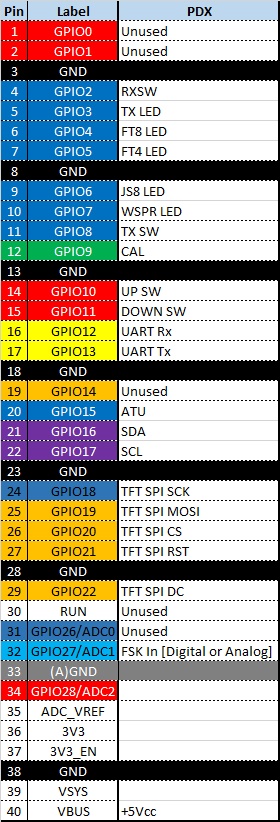 Pin Label PDX
1 GPIO0 Unused
2 GPIO1 Unused
3 GND
4 GPIO2 RXSW
5 GPIO3 TX LED
6 GPIO4 FT8 LED
7 GPIO5 FT4 LED
8 GND
9 GPIO6 JS8 LED
10 GPIO7 WSPR LED
11 GPIO8 TX SW
12 GPIO9 CAL
13 GND
14 GPIO10 UP SW
15 GPIO11 DOWN SW
16 GPIO12 UART Rx
17 GPIO13 UART Tx
18 GND
19 GPIO14 Unused
20 GPIO15 ATU
21 GPIO16 SDA
22 GPIO17 SCL
23 GND
24 GPIO18 TFT SPI SCK
25 GPIO19 TFT SPI MOSI
26 GPIO20 TFT SPI CS
27 GPIO21 TFT SPI RST
28 GND
29 GPIO22 TFT SPI DC
30 RUN Unused
31 GPIO26/ADC0 Unused
32 GPIO27/ADC1 FSK In [Digital or Analog]
33 (A)GND
34 GPIO28/ADC2
35 ADC_VREF
36 3V3
37 3V3_EN
38 GND
39 VSYS
40 VBUS +5Vcc